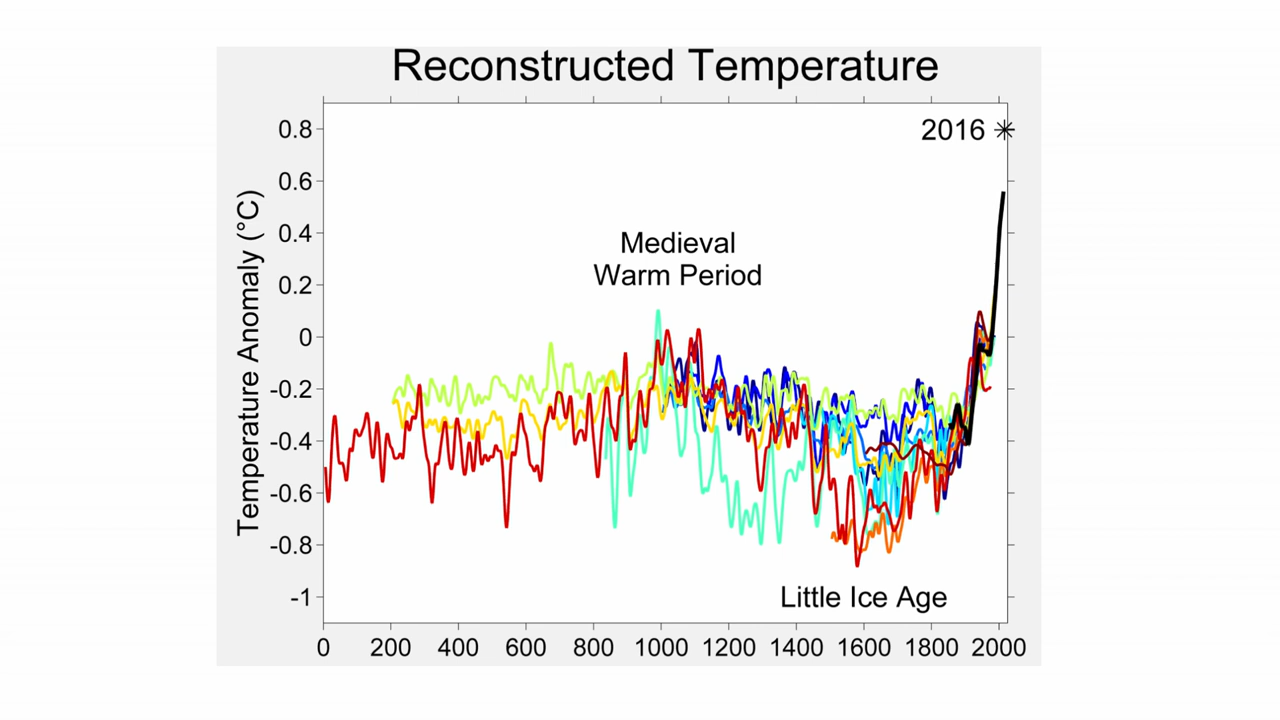 Reconstructed Temperature
2016
0.8
0.6
0.4
0.2
0
-0.2
-0.4
-0.6
-0.8
-1
Temperature Anomaly (°C)
Medieval
Warm Period
Little Ice Age
0 200 400 600 800 1000 1200 1400 1600 1800 2000